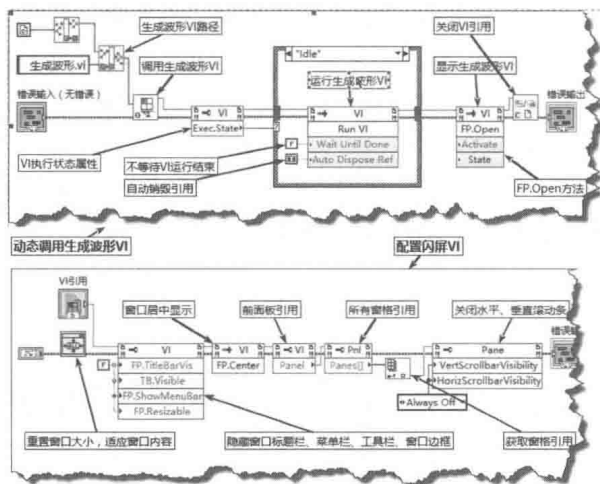 生成波形VI路径
"Idle"
关闭VI引用
生成波形.vi
调用生成波形VI
运行生成波形VI
显示生成波形VI
错误输入（无错误）
错误输出
VI
VI
VI
Exec.State
Run VI
FP.Open
Wait Until Done
Activate
Auto Dispose Ref
State
VI执行状态属性
不等待VI运行结束
自动销毁引用
FP.Open方法
动态调用生成波形VI
配置闪屏VI
VI引用
窗口居中显示
前面板引用
所有窗格引用
关闭水平、垂直滚动条
VI
VI
VI
Pnl
Pane
FP.TitleBarVis
FP.Center
Panel
Panes[]
VertScrollbarVisibility
TB.Visible
HorizScrollbarVisibility
FP.ShowMenuBar
Always Off
FP.Resizable
重置窗口大小，适应窗口内容
隐藏窗口标题栏、菜单栏、工具栏、窗口边框
获取窗格引用